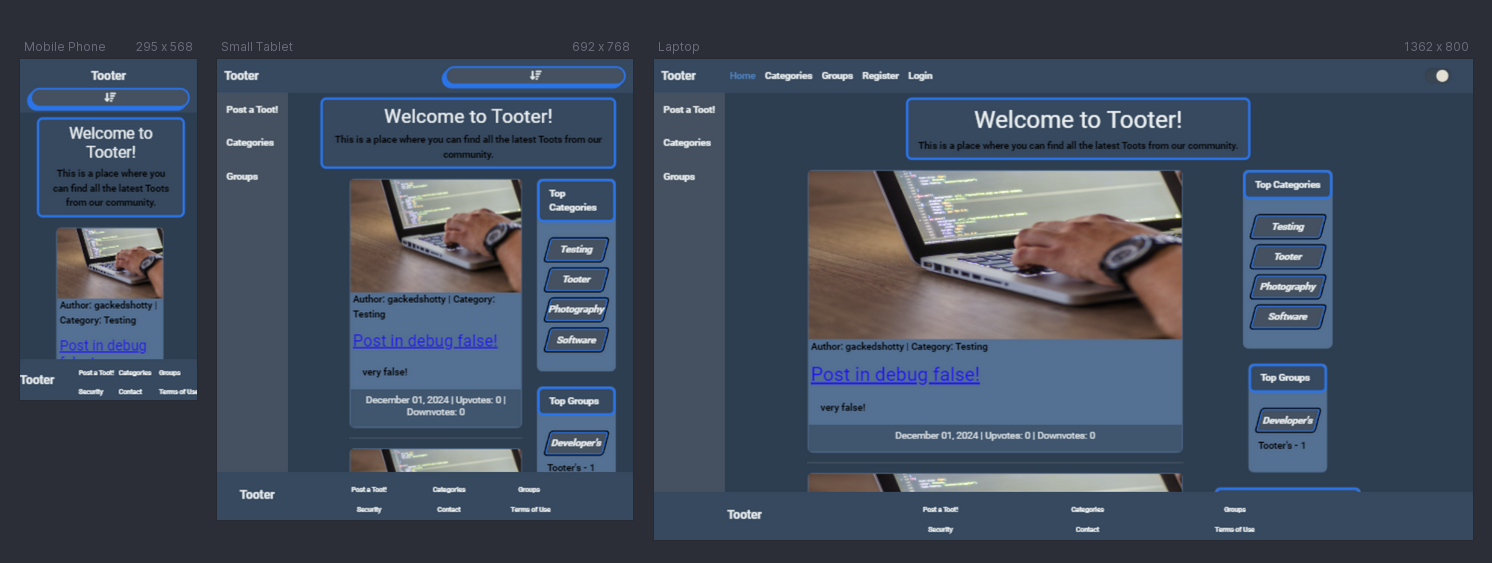 Mobile Phone 295 x 568
Tooter
Welcome to
Tooter!
This is a place where you
can find all the latest Toots
from our community.
Author: gackedshotty |
Category: Testing
Post in debug
Tooter
Post a Toot! Categories Groups
Security Contact Terms of Use
Small Tablet 692 x 768
Tooter
Post a Toot!
Categories
Groups
Welcome to Tooter!
This is a place where you can find all the latest Toots from our
community.
Author: gackedshotty | Category:
Testing
Post in debug false!
very false!
December 01, 2024 | Upvotes: 0 |
Downvotes: 0
Top
Categories
Testing
Tooter
Photography
Software
Top Groups
Developer's
Tooter's - 1
Tooter
Post a Toot! Categories Groups
Security Contact Terms of Use
Laptop 1362 x 800
Tooter Home Categories Groups Register Login
Post a Toot!
Categories
Groups
Welcome to Tooter!
This is a place where you can find all the latest Toots from our community.
Author: gackedshotty | Category: Testing
Post in debug false!
very false!
December 01, 2024 | Upvotes: 0 | Downvotes: 0
Top Categories
Testing
Tooter
Photography
Software
Top Groups
Developer's
Tooter's - 1
Tooter
Post a Toot! Categories Groups
Security Contact Terms of Use